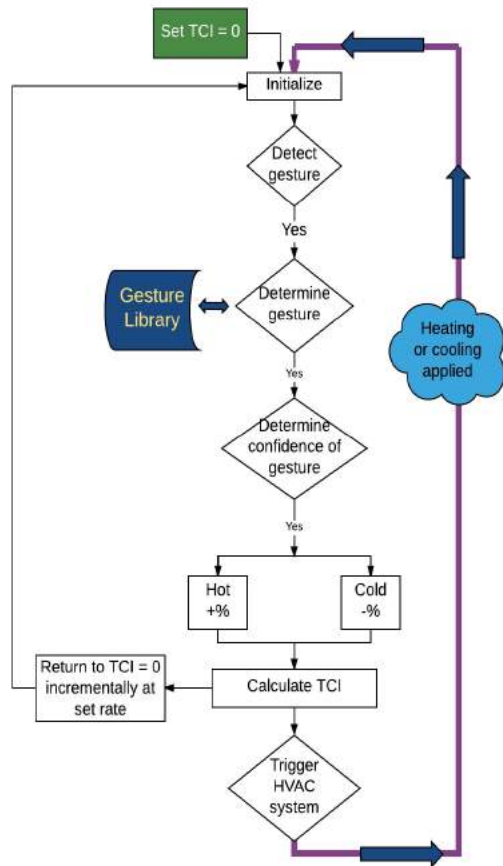 Set TCI = 0
Initialize
Detect
gesture
Yes
Gesture
Library
Determine
gesture
Heating
or cooling
applied
Yes
Determine
confidence of
gesture
Yes
Hot
+%
Cold
-%
Return to TCI = 0
incrementally at
set rate
Calculate TCI
Trigger
HVAC
system